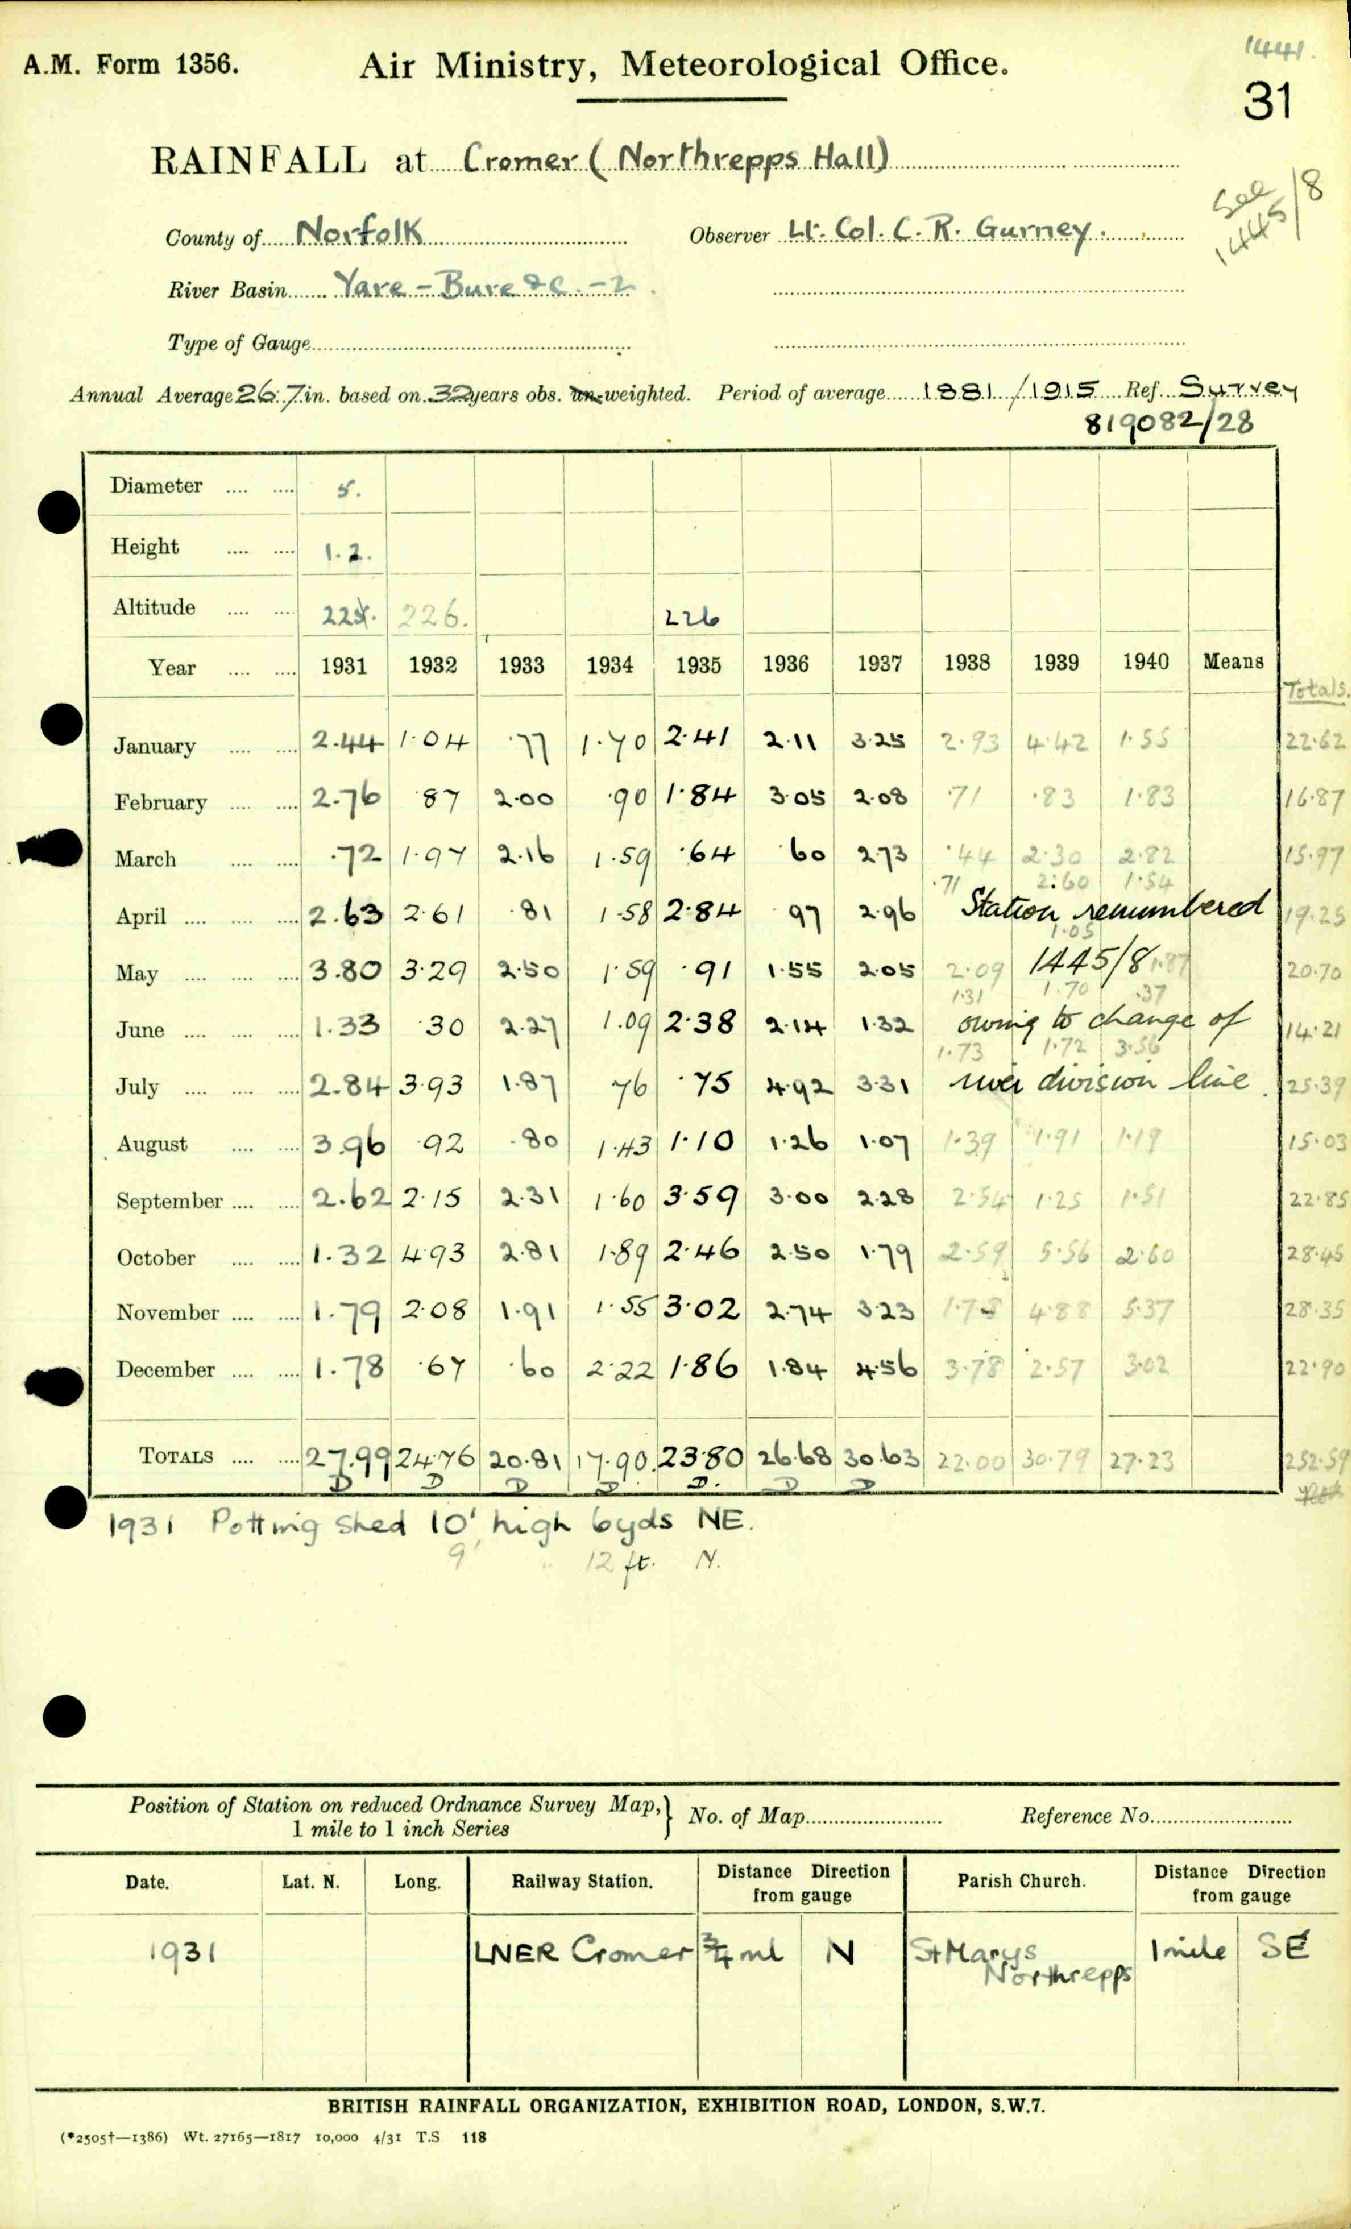 1441.
A.M. Form 1356. Air Ministry, Meteorological Office.
31
RAINFALL at Cromer (Northrepps Hall)
See 1445/8
County of Norfolk Observer Lt. Col. C. R. Gurney.
River Basin Yare - Bure &c. - 2.
Type of Gauge
Annual Average 26.7 in. based on 32 years obs. un-weighted. Period of average 1881/1915 Ref. Survey
819082/28
Diameter 5.
Height 1.2.
Altitude 225. 226. 226
Year 1931 1932 1933 1934 1935 1936 1937 1938 1939 1940 Means
Totals.
January 2.44 1.04 .77 1.70 2.41 2.11 3.25 2.93 4.42 1.55 22.62
February 2.76 .87 2.00 .90 1.84 3.05 2.08 .71 .83 1.83 16.87
March .72 1.97 2.16 1.59 .64 .60 2.73 .44 2.30 2.82 15.97
.71 2.60 1.54
April 2.63 2.61 .81 1.58 2.84 .97 2.96 Station renumbered 19.25
1.05
May 3.80 3.29 2.50 1.59 .91 1.55 2.05 2.09 1445/8 1.87 20.70
1.31 1.70 .37
June 1.33 .30 2.27 1.09 2.38 2.14 1.32 owing to change of 14.21
1.73 1.72 3.56
July 2.84 3.93 1.87 .76 .75 4.92 3.31 river division line. 25.39
August 3.96 .92 .80 1.43 1.10 1.26 1.07 1.39 1.91 1.19 15.03
September 2.62 2.15 2.31 1.60 3.59 3.00 2.28 2.54 1.25 1.51 22.85
October 1.32 4.93 2.81 1.89 2.46 2.50 1.79 2.59 5.56 2.60 28.45
November 1.79 2.08 1.91 1.55 3.02 2.74 3.23 1.78 4.88 5.37 28.35
December 1.78 .67 .60 2.22 1.86 1.84 4.56 3.78 2.57 3.02 22.90
TOTALS 27.99 24.76 20.81 17.90 23.80 26.68 30.63 22.00 30.79 27.23 252.59
D D D D D. D D
1931 Potting shed 10' high 6yds NE.
9' " 12 ft. N.
Position of Station on reduced Ordnance Survey Map,} No. of Map Reference No.
1 mile to 1 inch Series
Date. Lat. N. Long. Railway Station. Distance Direction from gauge Parish Church. Distance Direction from gauge
1931 LNER Cromer 3/4 ml N St Marys Northrepps 1 mile SE
BRITISH RAINFALL ORGANIZATION, EXHIBITION ROAD, LONDON, S.W.7.
(*2505†—1386) Wt. 27165—1817 10,000 4/31 T.S 118